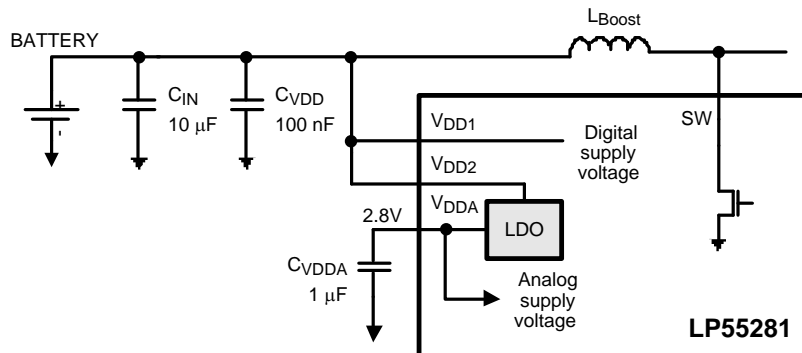 L_Boost
BATTERY
+
-
C_IN
10 μF
C_VDD
100 nF
V_DD1
Digital
supply
voltage
SW
V_DD2
2.8V
V_DDA
LDO
C_VDDA
1 μF
Analog
supply
voltage
LP55281